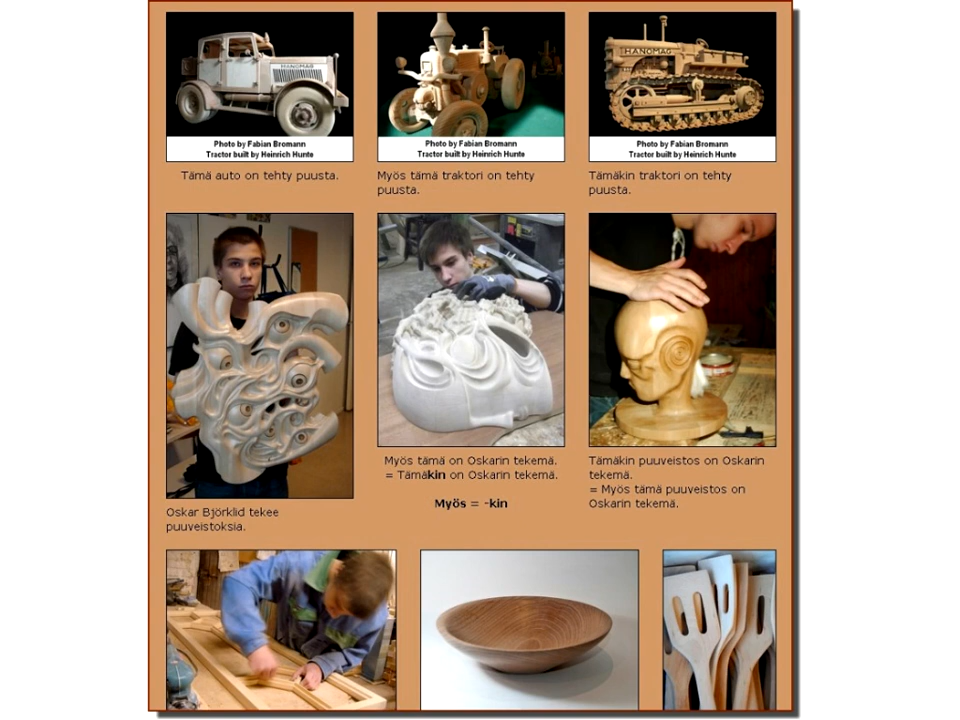 HANOMAG
Photo by Fabian Bromann
Tractor built by Heinrich Hunte
Tämä auto on tehty puusta.
Photo by Fabian Bromann
Tractor built by Heinrich Hunte
Myös tämä traktori on tehty
puusta.
HANOMAG
Photo by Fabian Bromann
Tractor built by Heinrich Hunte
Tämäkin traktori on tehty
puusta.
Oskar Björklid tekee
puuveistoksia.
Myös tämä on Oskarin tekemä.
= Tämäkin on Oskarin tekemä.
Myös = -kin
Tämäkin puuveistos on Oskarin
tekemä.
= Myös tämä puuveistos on
Oskarin tekemä.